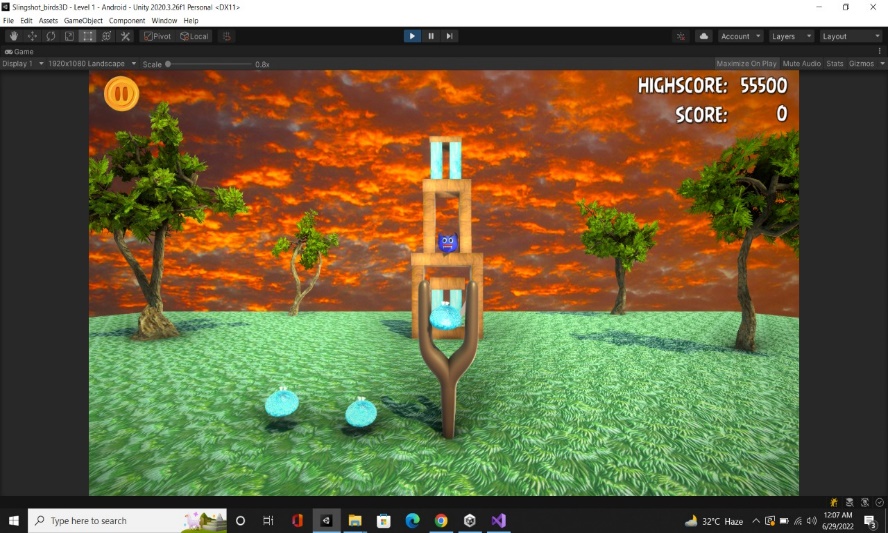 Slingshot_birds3D - Level 1 - Android - Unity 2020.3.26f1 Personal <DX11>
File Edit Assets GameObject Component Window Help
Pivot Local Account Layers Layout
Game
Display 1 1920x1080 Landscape Scale 0.8x Maximize On Play Mute Audio Stats Gizmos
HIGHSCORE: 55500
SCORE: 0
Type here to search
32°C Haze
12:07 AM
6/29/2022
3